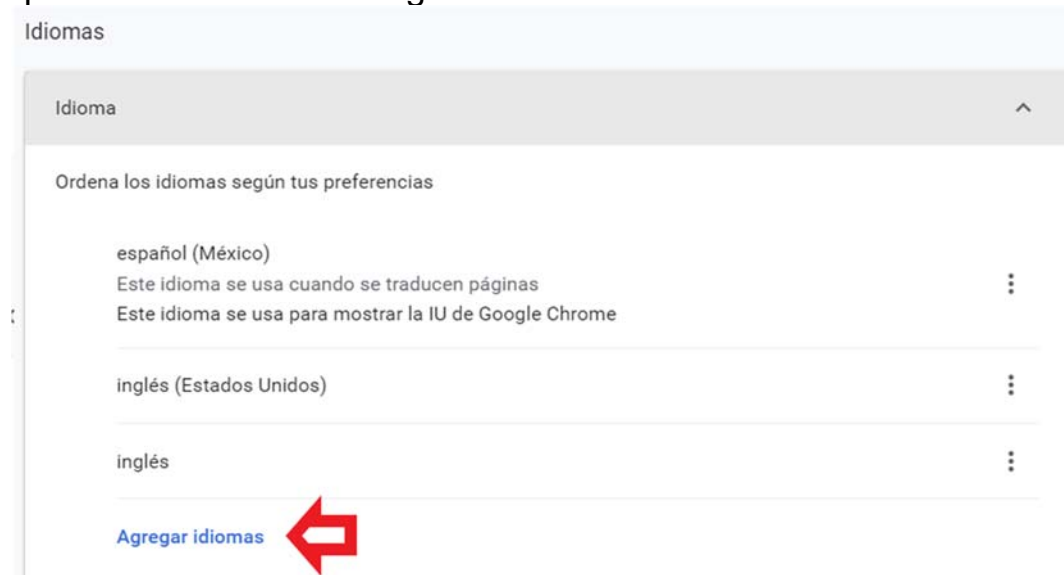 Idiomas
Idioma
Ordena los idiomas según tus preferencias
español (México)
Este idioma se usa cuando se traducen páginas
Este idioma se usa para mostrar la IU de Google Chrome
inglés (Estados Unidos)
inglés
Agregar idiomas